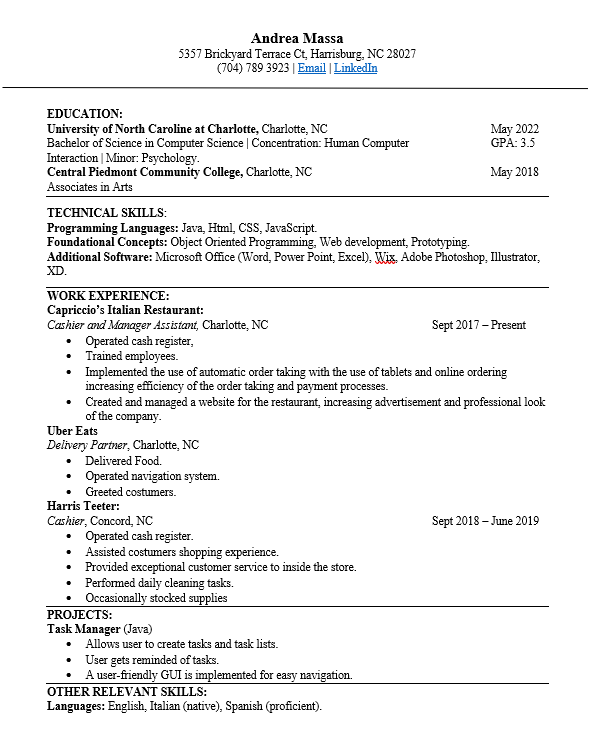 Andrea Massa
5357 Brickyard Terrace Ct, Harrisburg, NC 28027
(704) 789 3923 | Email | LinkedIn
EDUCATION:
University of North Caroline at Charlotte, Charlotte, NC May 2022
Bachelor of Science in Computer Science | Concentration: Human Computer GPA: 3.5
Interaction | Minor: Psychology.
Central Piedmont Community College, Charlotte, NC May 2018
Associates in Arts
TECHNICAL SKILLS:
Programming Languages: Java, Html, CSS, JavaScript.
Foundational Concepts: Object Oriented Programming, Web development, Prototyping.
Additional Software: Microsoft Office (Word, Power Point, Excel), Wix, Adobe Photoshop, Illustrator,
XD.
WORK EXPERIENCE:
Capriccio's Italian Restaurant:
Cashier and Manager Assistant, Charlotte, NC Sept 2017 – Present
• Operated cash register,
• Trained employees.
• Implemented the use of automatic order taking with the use of tablets and online ordering
increasing efficiency of the order taking and payment processes.
• Created and managed a website for the restaurant, increasing advertisement and professional look
of the company.
Uber Eats
Delivery Partner, Charlotte, NC
• Delivered Food.
• Operated navigation system.
• Greeted costumers.
Harris Teeter:
Cashier, Concord, NC Sept 2018 – June 2019
• Operated cash register.
• Assisted costumers shopping experience.
• Provided exceptional customer service to inside the store.
• Performed daily cleaning tasks.
• Occasionally stocked supplies
PROJECTS:
Task Manager (Java)
• Allows user to create tasks and task lists.
• User gets reminded of tasks.
• A user-friendly GUI is implemented for easy navigation.
OTHER RELEVANT SKILLS:
Languages: English, Italian (native), Spanish (proficient).